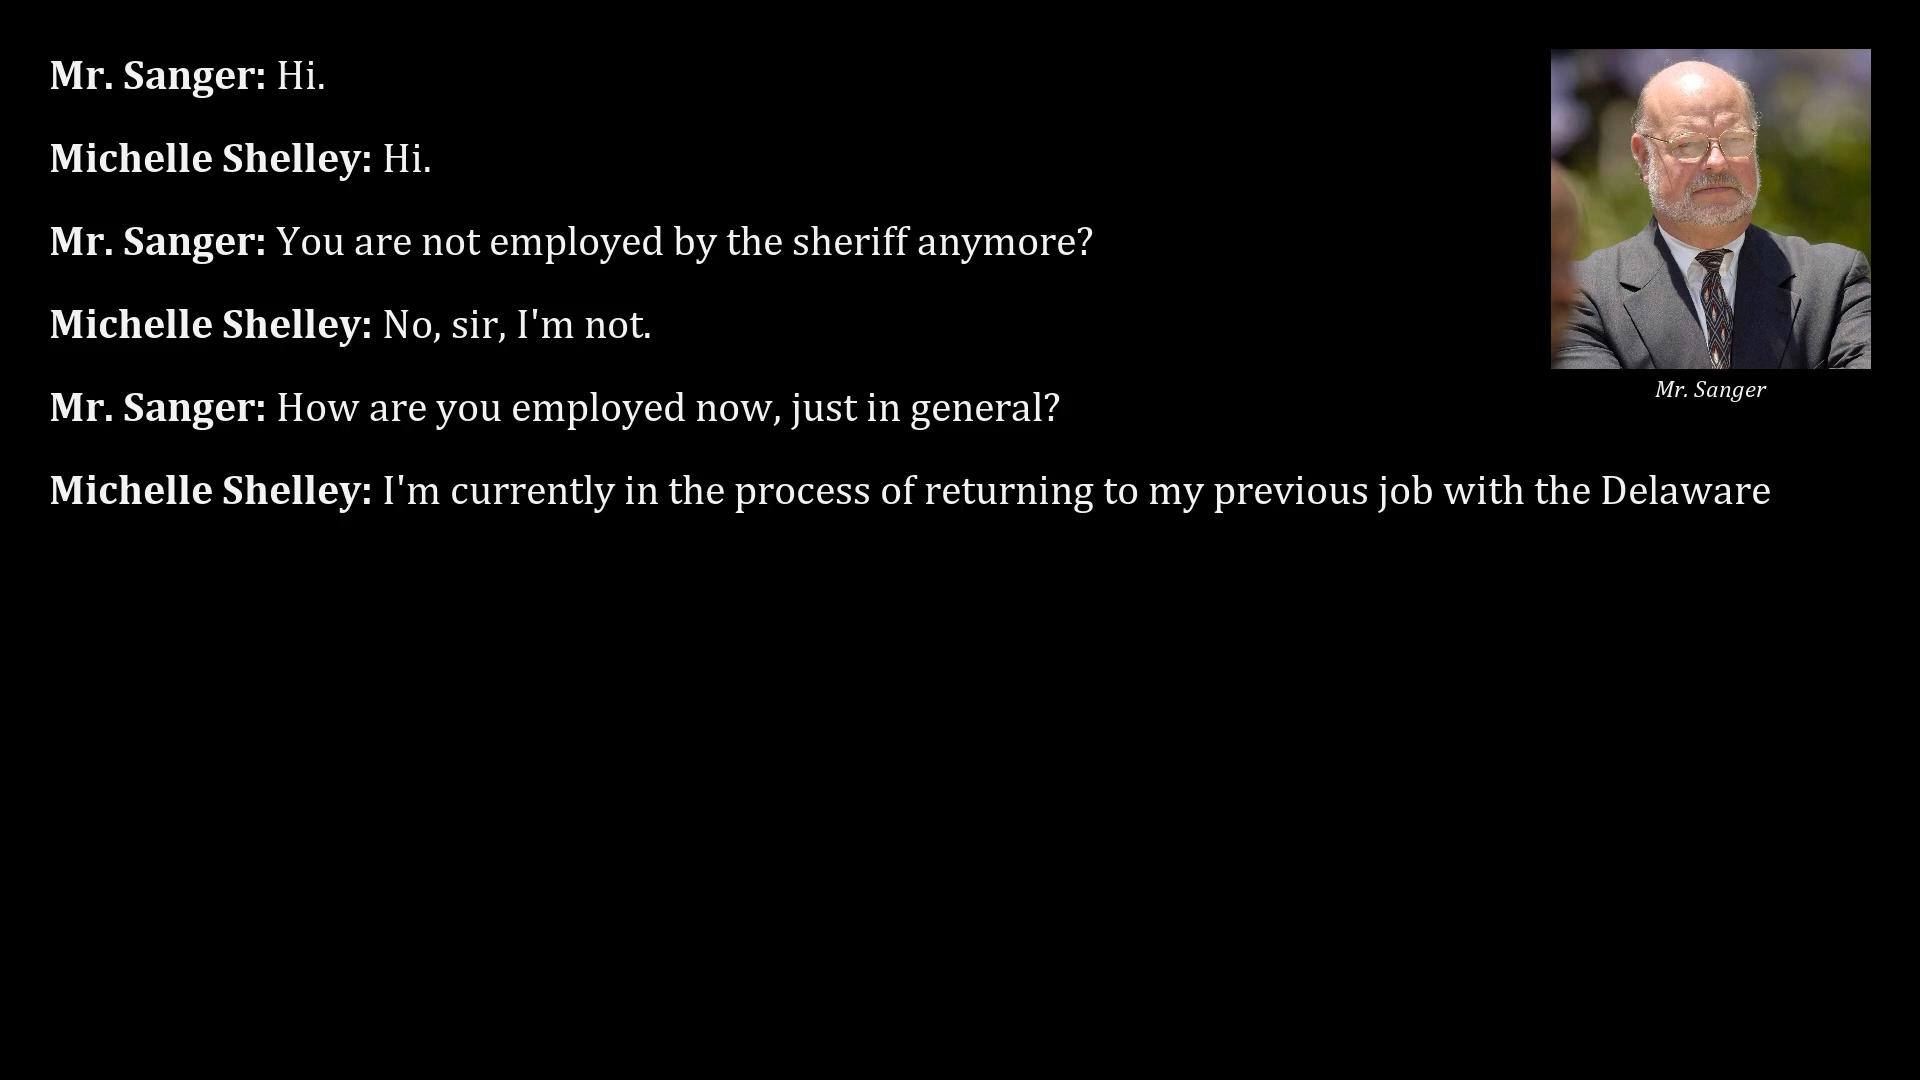 Mr. Sanger: Hi.
Michelle Shelley: Hi.
Mr. Sanger: You are not employed by the sheriff anymore?
Michelle Shelley: No, sir, I'm not.
Mr. Sanger: How are you employed now, just in general?
Mr. Sanger
Michelle Shelley: I'm currently in the process of returning to my previous job with the Delaware